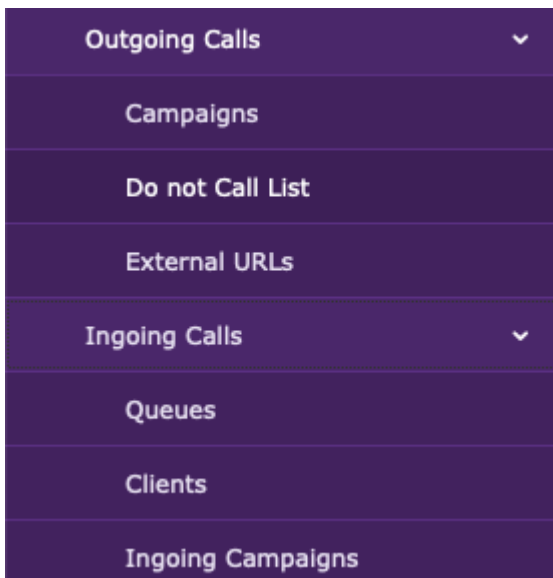 Outgoing Calls
Campaigns
Do not Call List
External URLs
Ingoing Calls
Queues
Clients
Ingoing Campaigns